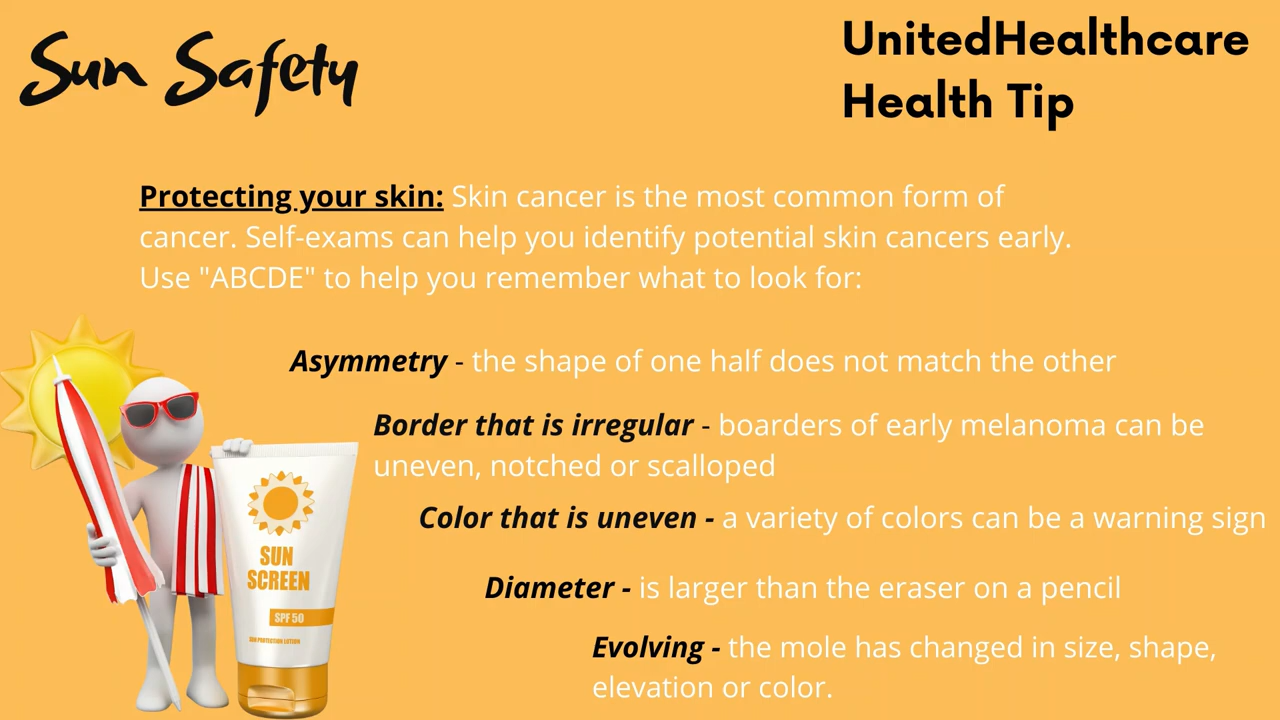 Sun Safety
UnitedHealthcare
Health Tip
Protecting your skin: Skin cancer is the most common form of
cancer. Self-exams can help you identify potential skin cancers early.
Use "ABCDE" to help you remember what to look for:
Asymmetry - the shape of one half does not match the other
Border that is irregular - boarders of early melanoma can be
uneven, notched or scalloped
Color that is uneven - a variety of colors can be a warning sign
Diameter - is larger than the eraser on a pencil
Evolving - the mole has changed in size, shape,
elevation or color.
SUN
SCREEN
SPF 50
SUN PROTECTION LOTION